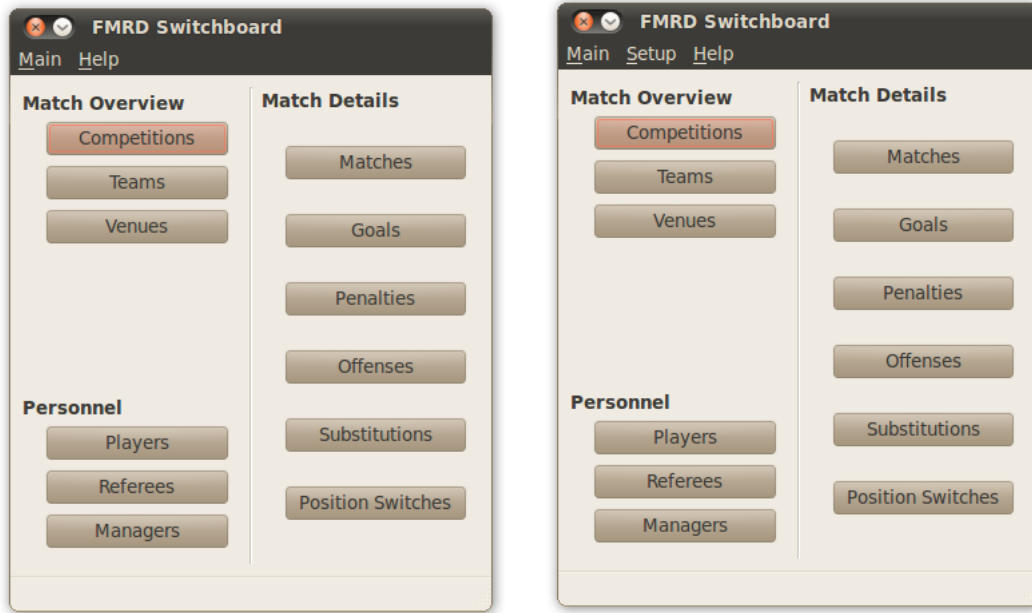 FMRD Switchboard
Main Help
Match Overview
Competitions
Teams
Venues
Personnel
Players
Referees
Managers
Match Details
Matches
Goals
Penalties
Offenses
Substitutions
Position Switches
FMRD Switchboard
Main Setup Help
Match Overview
Competitions
Teams
Venues
Personnel
Players
Referees
Managers
Match Details
Matches
Goals
Penalties
Offenses
Substitutions
Position Switches